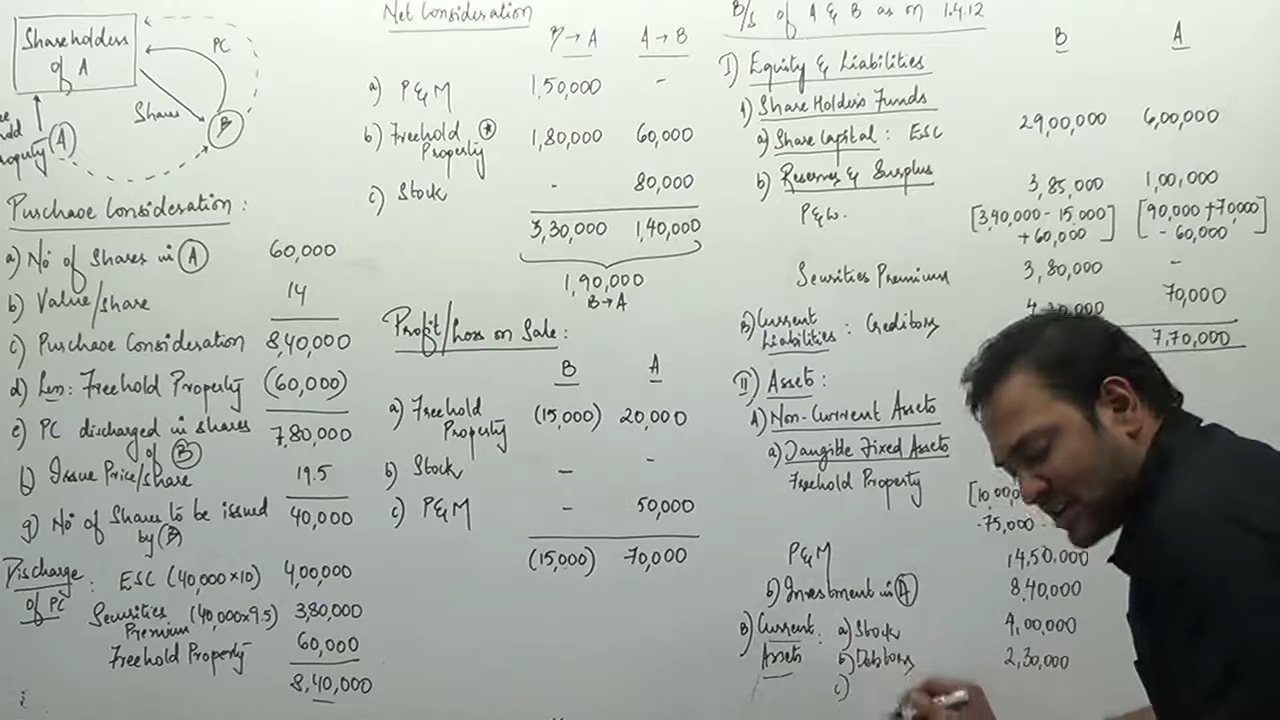 Shareholders
of A
PC
Shares
B
A
Property
Purchase Consideration:
a) No of Shares in A 60,000
b) Value/share 14
c) Purchase Consideration 8,40,000
d) Less: Freehold Property (60,000)
e) PC discharged in shares of B 7,80,000
f) Issue Price/share 19.5
g) No of Shares to be issued by B 40,000
Discharge of PC: ESC (40,000×10) 4,00,000
Securities Premium (40,000×9.5) 3,80,000
Freehold Property 60,000
8,40,000
Net Consideration
B→A A→B
a) P&M 1,50,000 -
b) Freehold Property * 1,80,000 60,000
c) Stock - 80,000
3,30,000 1,40,000
1,90,000
B→A
Profit/Loss on Sale:
B A
a) Freehold Property (15,000) 20,000
b) Stock - -
c) P&M - 50,000
(15,000) 70,000
B/S of A & B as on 1.4.12
B A
I) Equity & Liabilities
1) Share Holders Funds
a) Share Capital: ESC 29,00,000 6,00,000
b) Reserves & Surplus
P&L. 3,85,000 1,00,000
[3,40,000 - 15,000 + 60,000] [90,000 + 70,000 - 60,000]
Securities Premium 3,80,000 -
B) Current Liabilities: Creditors 70,000
7,70,000
II) Assets:
A) Non-Current Assets
a) Tangible Fixed Assets
Freehold Property
-75,000
P&M 14,50,000
b) Investment in A 8,40,000
B) Current Assets: a) Stock 4,00,000
b) Debtors 2,30,000
c)